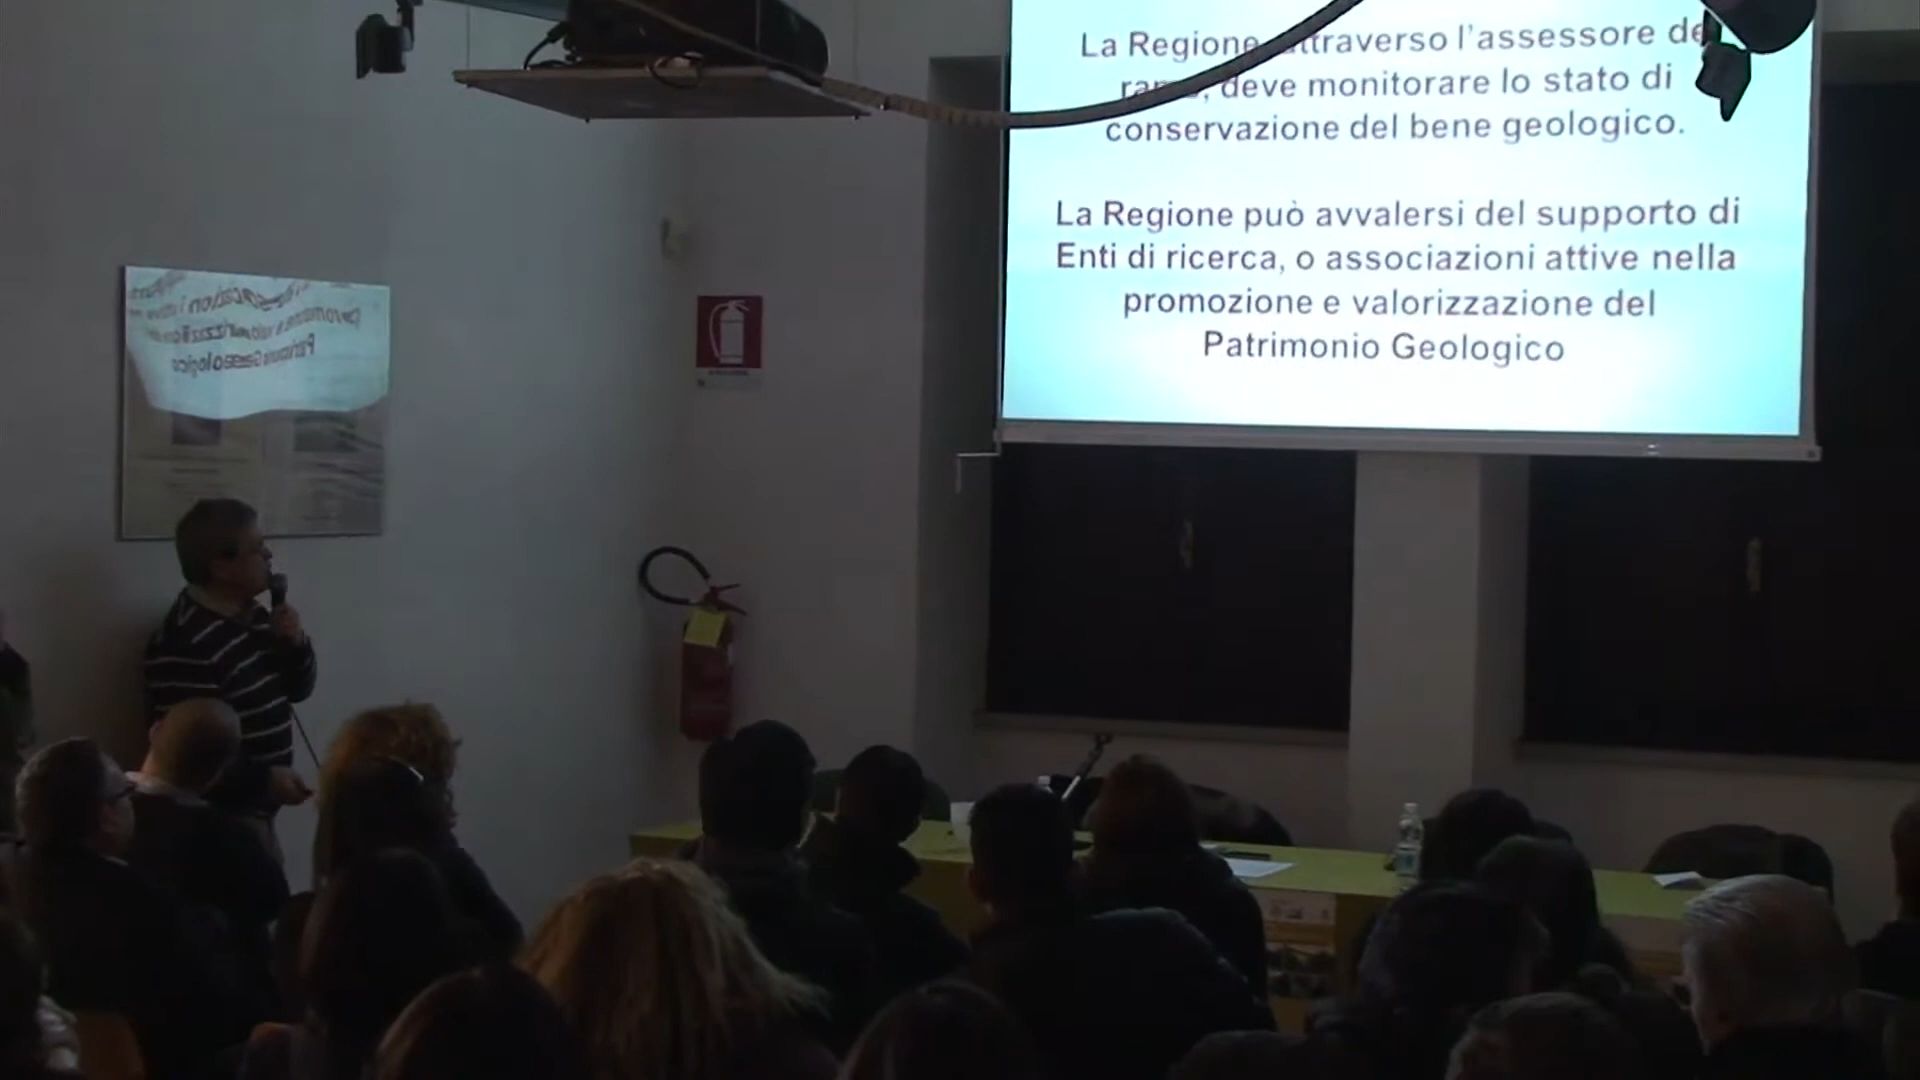 La Regione, attraverso l'assessore de
ramo, deve monitorare lo stato di
conservazione del bene geologico.
La Regione può avvalersi del supporto di
Enti di ricerca, o associazioni attive nella
promozione e valorizzazione del
Patrimonio Geologico